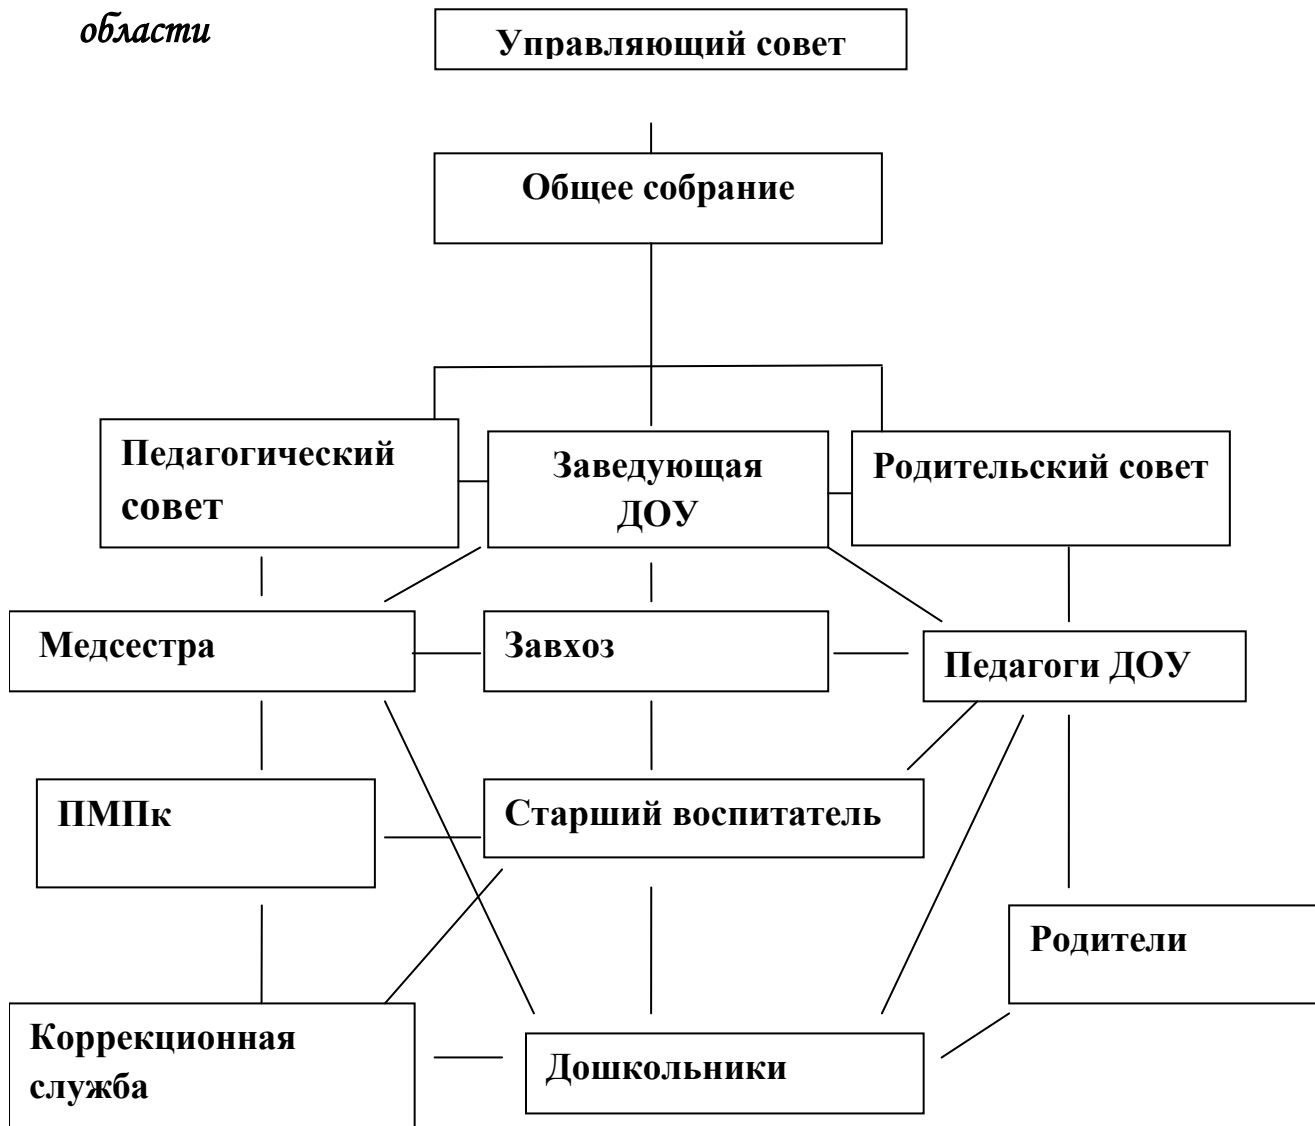 области
Управляющий совет
Общее собрание
Педагогический
совет
Заведующая
ДОУ
Родительский совет
Медсестра
Завхоз
Педагоги ДОУ
ПМПк
Старший воспитатель
Родители
Коррекционная
служба
Дошкольники